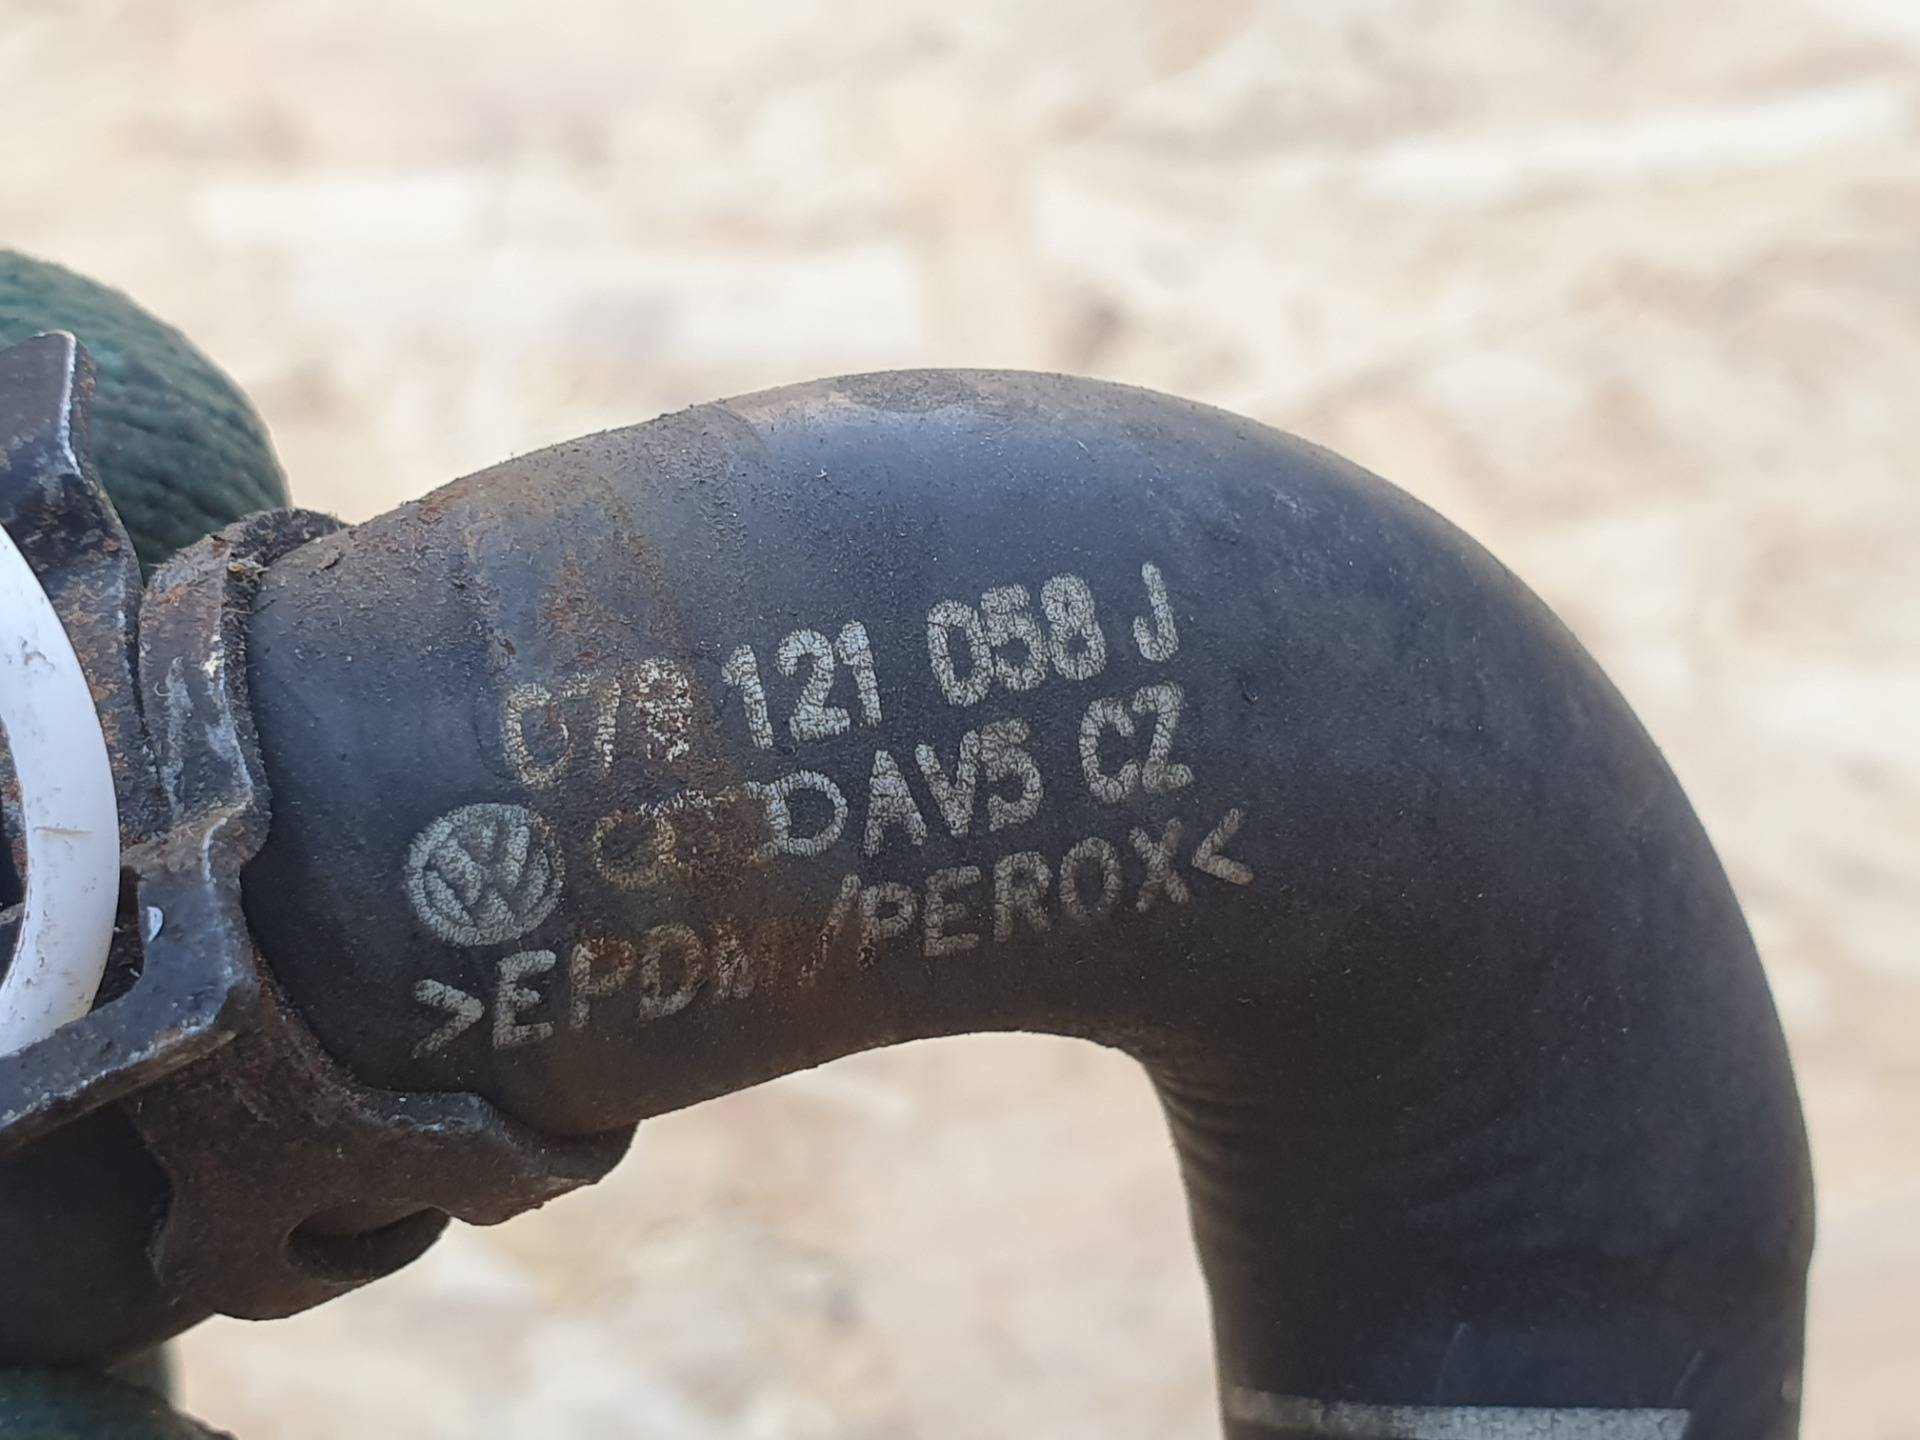 121 058 J
DAV5 CZ
>EPDM/PEROX<